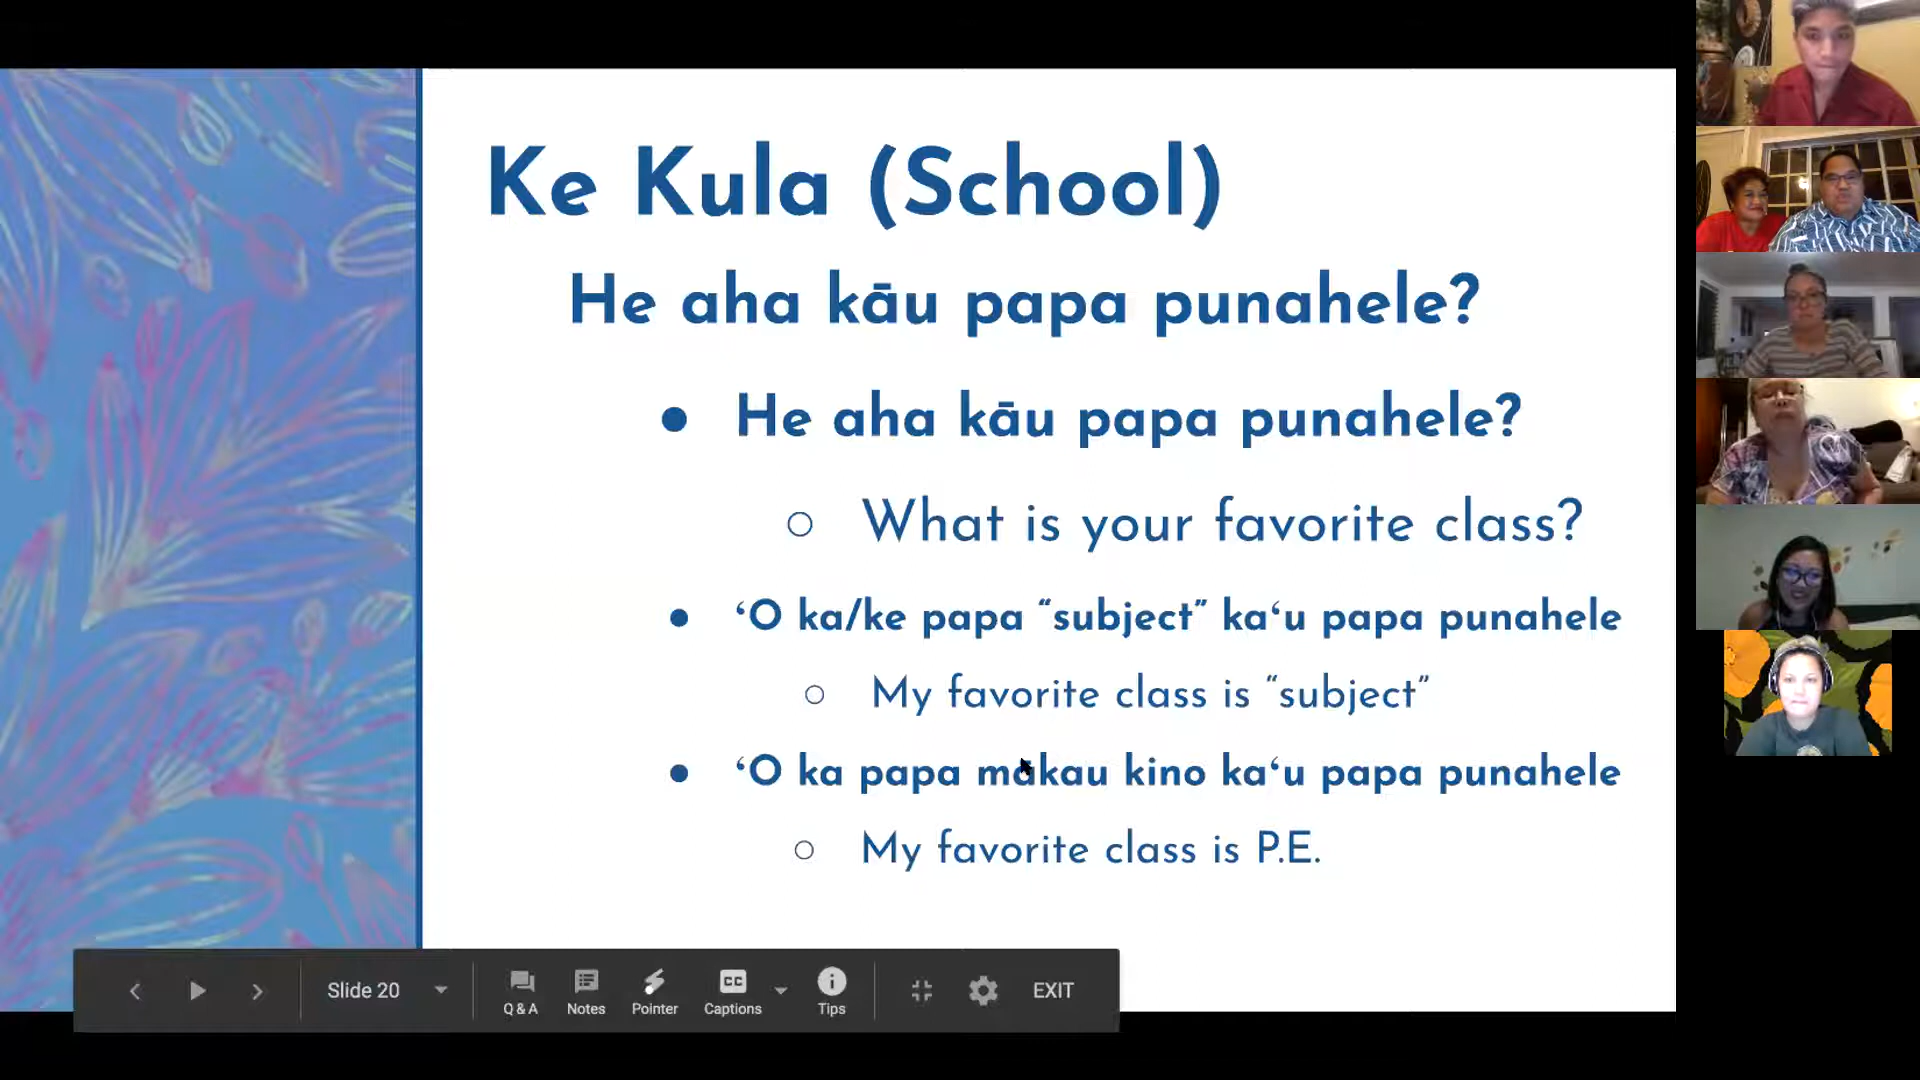 Ke Kula (School)
He aha kāu papa punahele?
● He aha kāu papa punahele?
○ What is your favorite class?
● ʻO ka/ke papa “subject” kaʻu papa punahele
○ My favorite class is “subject”
● ʻO ka papa makau kino kaʻu papa punahele
○ My favorite class is P.E.
Slide 20
Q & A
Notes
Pointer
CC
Captions
Tips
EXIT